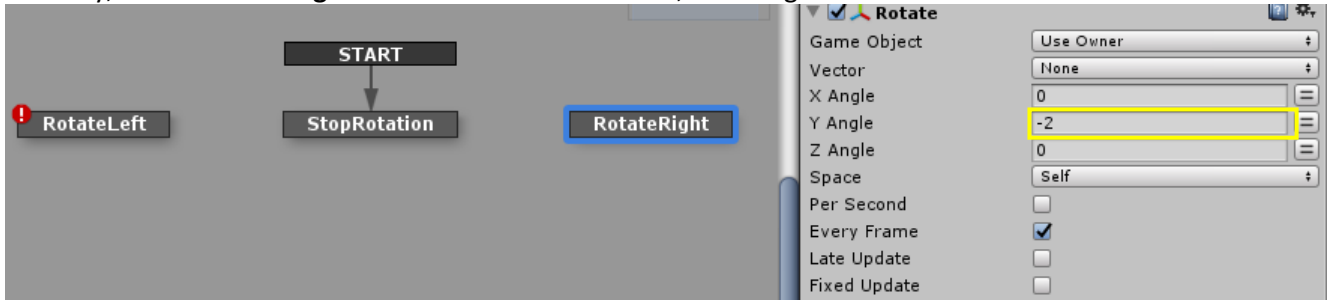 START
RotateLeft
StopRotation
RotateRight
Rotate
Game Object Use Owner
Vector None
X Angle 0
Y Angle -2
Z Angle 0
Space Self
Per Second
Every Frame
Late Update
Fixed Update